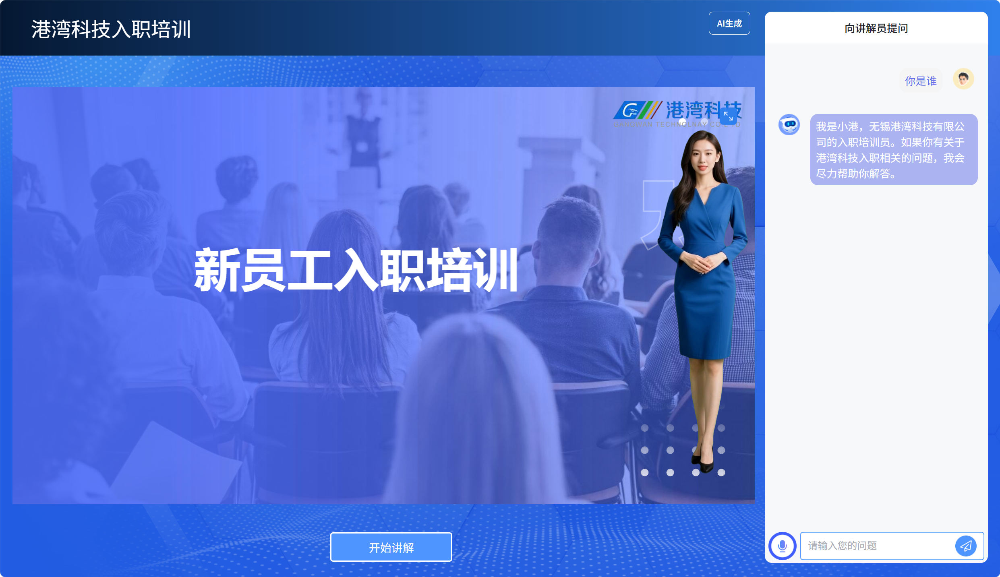 港湾科技入职培训
AI生成
向讲解员提问
你是谁
我是小港，无锡港湾科技有限公
司的入职培训员。如果你有关于
港湾科技入职相关的问题，我会
尽力帮助你解答。
港湾科技
GANGWAN TECHNOLNAY CO.LTD
新员工入职培训
开始讲解
请输入您的问题